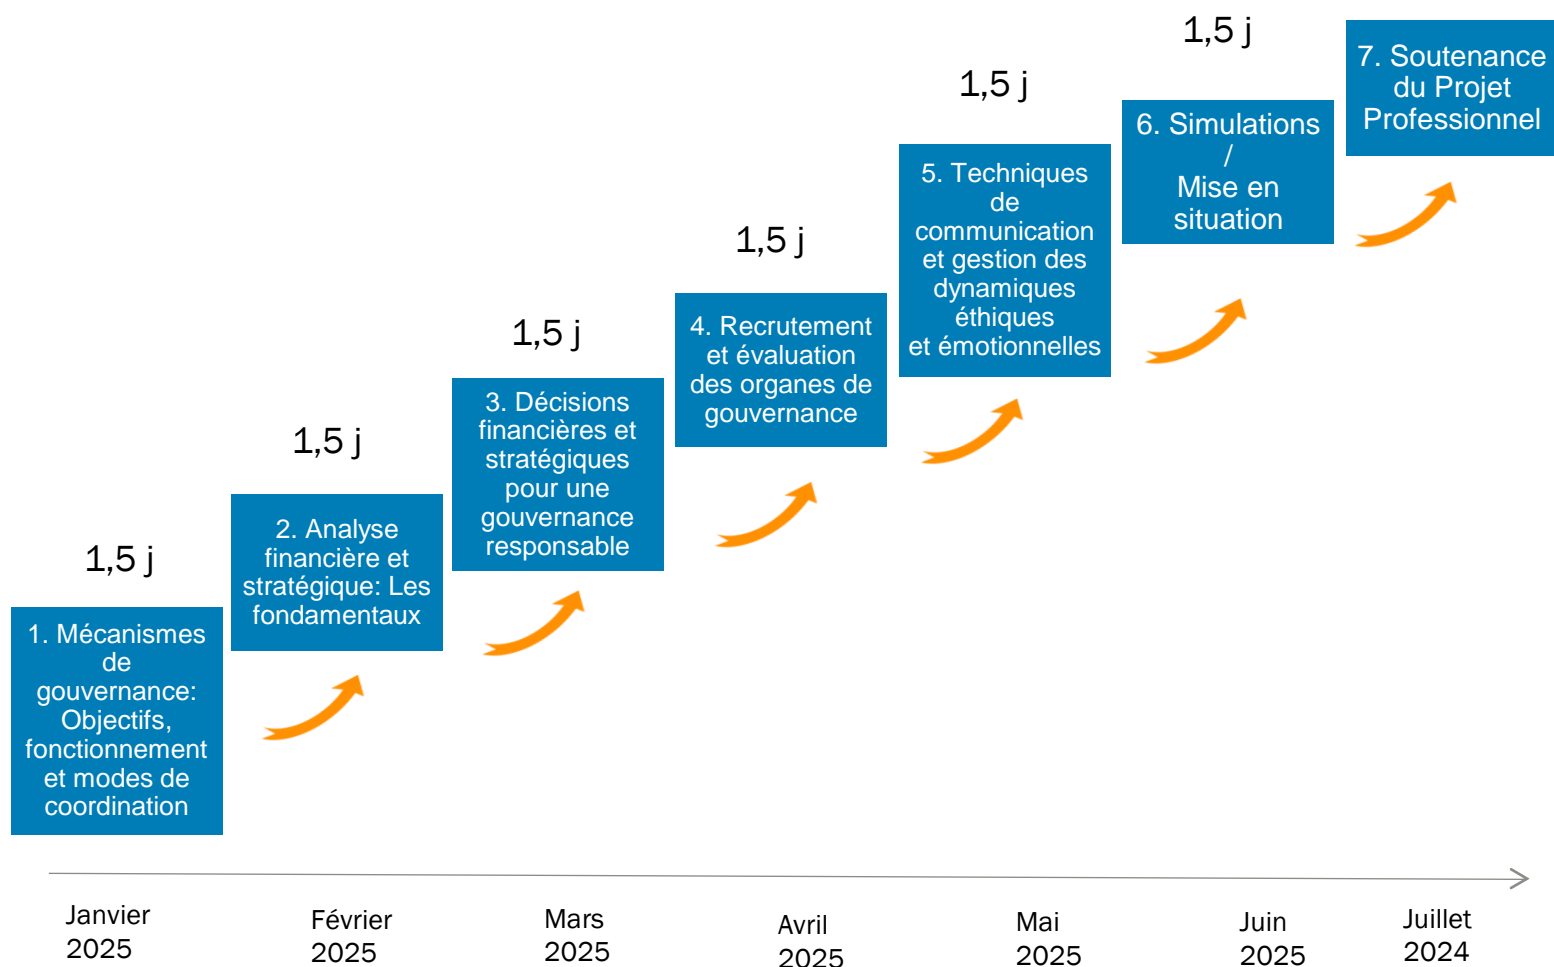 1,5 j
1. Mécanismes
de
gouvernance:
Objectifs,
fonctionnement
et modes de
coordination
1,5 j
2. Analyse
financière et
stratégique: Les
fondamentaux
1,5 j
3. Décisions
financières et
stratégiques
pour une
gouvernance
responsable
1,5 j
4. Recrutement
et évaluation
des organes de
gouvernance
1,5 j
5. Techniques
de
communication
et gestion des
dynamiques
éthiques
et émotionnelles
1,5 j
6. Simulations
/
Mise en
situation
7. Soutenance
du Projet
Professionnel
Janvier
2025
Février
2025
Mars
2025
Avril
2025
Mai
2025
Juin
2025
Juillet
2024